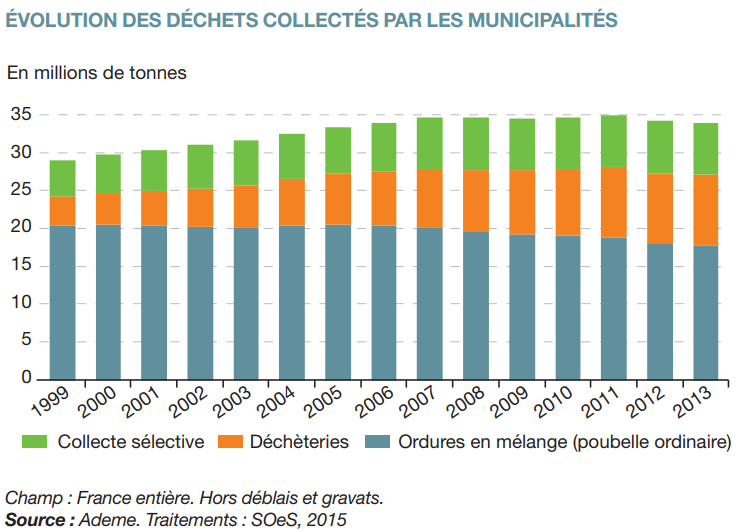 ÉVOLUTION DES DÉCHETS COLLECTÉS PAR LES MUNICIPALITÉS
En millions de tonnes
35
30
25
20
15
10
5
0
1999 2000 2001 2002 2003 2004 2005 2006 2007 2008 2009 2010 2011 2012 2013
Collecte sélective Déchèteries Ordures en mélange (poubelle ordinaire)
Champ : France entière. Hors déblais et gravats.
Source : Ademe. Traitements : SOeS, 2015